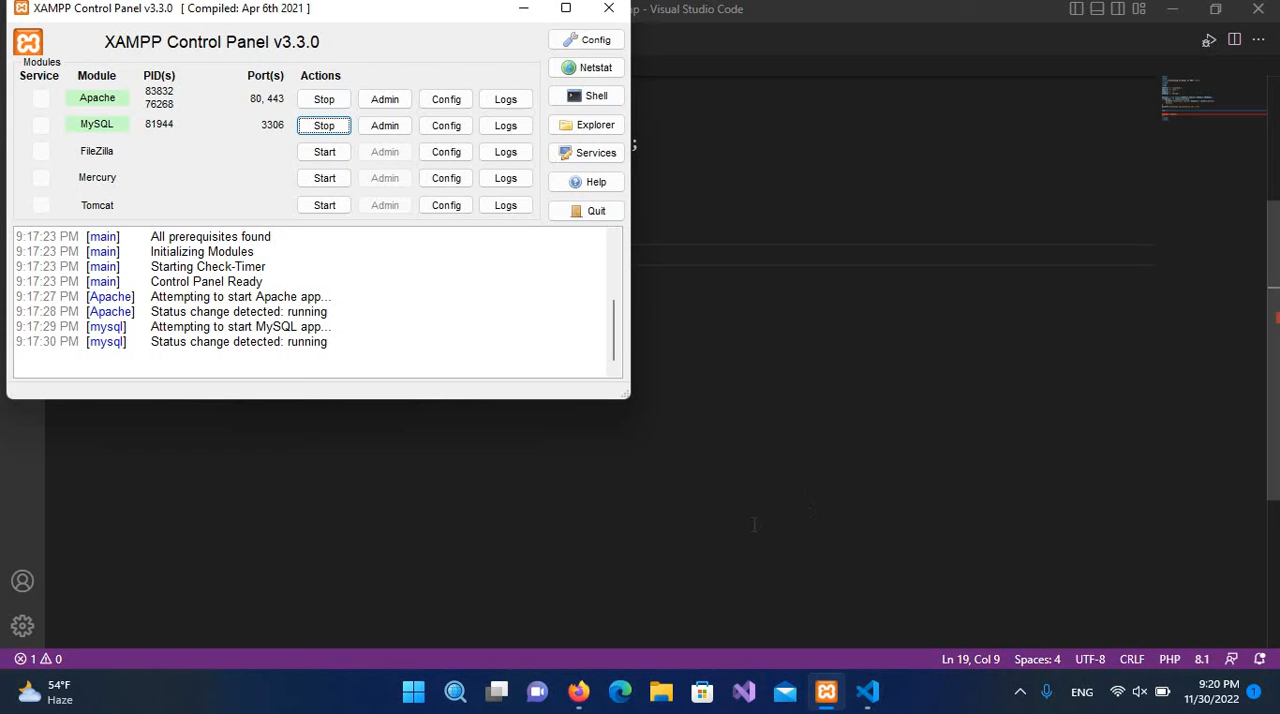 XAMPP Control Panel v3.3.0 [ Compiled: Apr 6th 2021 ]
p - Visual Studio Code
XAMPP Control Panel v3.3.0
Config
Modules
Service Module PID(s) Port(s) Actions
Netstat
Apache 83832 76268 80, 443 Stop Admin Config Logs
Shell
MySQL 81944 3306 Stop Admin Config Logs
Explorer
FileZilla Start Admin Config Logs
Services
;
Mercury Start Admin Config Logs
Help
Tomcat Start Admin Config Logs
Quit
9:17:23 PM [main] All prerequisites found
9:17:23 PM [main] Initializing Modules
9:17:23 PM [main] Starting Check-Timer
9:17:23 PM [main] Control Panel Ready
9:17:27 PM [Apache] Attempting to start Apache app...
9:17:28 PM [Apache] Status change detected: running
9:17:29 PM [mysql] Attempting to start MySQL app...
9:17:30 PM [mysql] Status change detected: running
1 0 Ln 19, Col 9 Spaces: 4 UTF-8 CRLF PHP 8.1
54°F
Haze
ENG
9:20 PM
11/30/2022
1